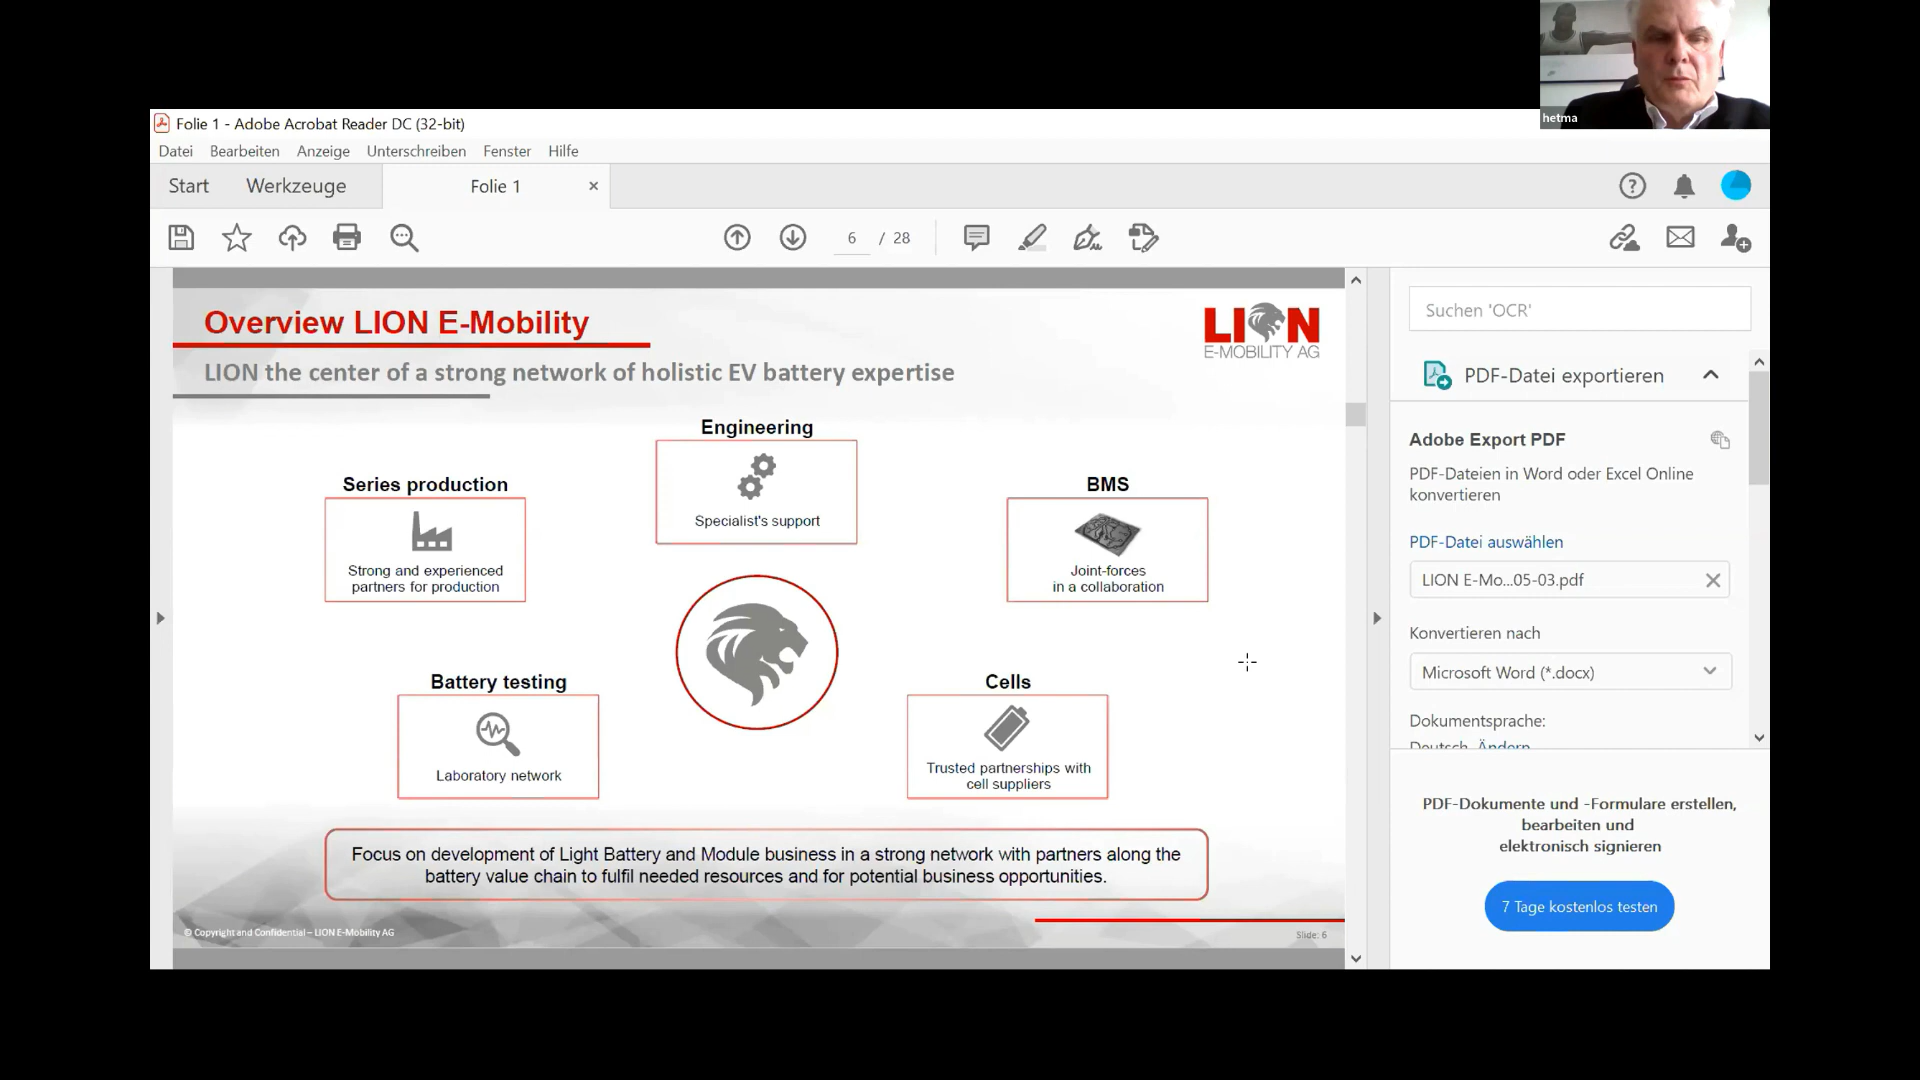 hetma
Folie 1 - Adobe Acrobat Reader DC (32-bit)
Datei Bearbeiten Anzeige Unterschreiben Fenster Hilfe
Start Werkzeuge Folie 1
6 / 28
Overview LION E-Mobility
LION
E-MOBILITY AG
LION the center of a strong network of holistic EV battery expertise
Engineering
Specialist's support
Series production
Strong and experienced
partners for production
BMS
Joint-forces
in a collaboration
Battery testing
Laboratory network
Cells
Trusted partnerships with
cell suppliers
Focus on development of Light Battery and Module business in a strong network with partners along the
battery value chain to fulfil needed resources and for potential business opportunities.
© Copyright and Confidential – LION E-Mobility AG
Slide: 6
Suchen 'OCR'
PDF-Datei exportieren
Adobe Export PDF
PDF-Dateien in Word oder Excel Online
konvertieren
PDF-Datei auswählen
LION E-Mo...05-03.pdf
Konvertieren nach
Microsoft Word (*.docx)
Dokumentsprache:
Deutsch Ändern
PDF-Dokumente und -Formulare erstellen,
bearbeiten und
elektronisch signieren
7 Tage kostenlos testen